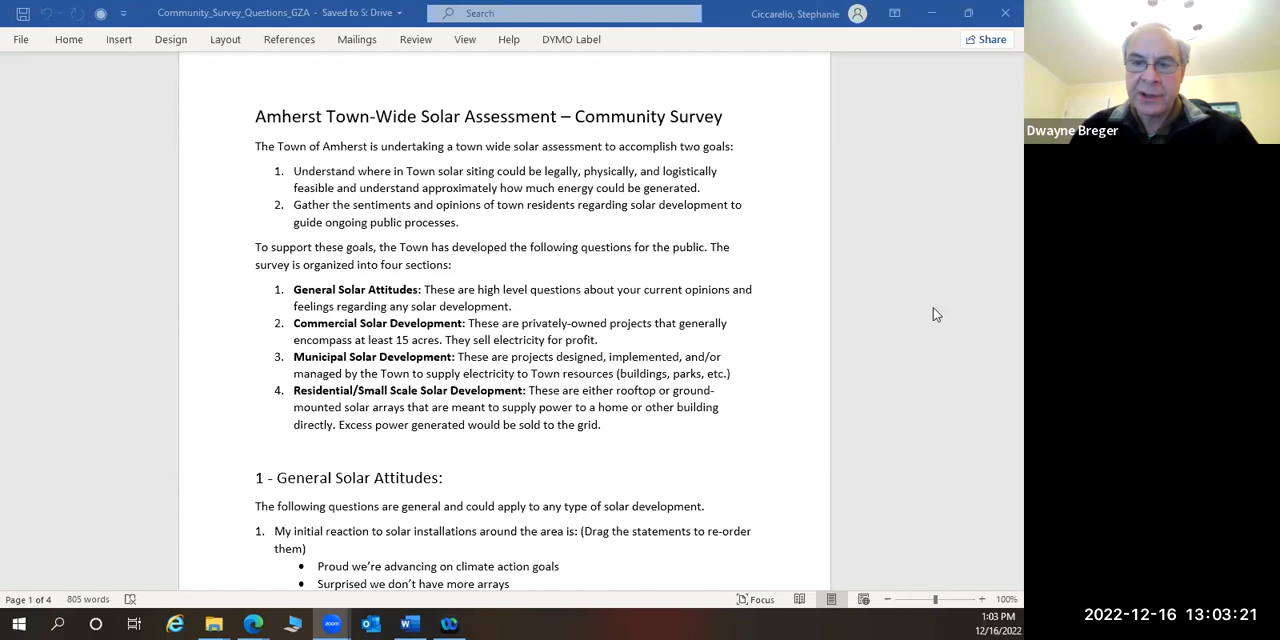 Community_Survey_Questions_GZA - Saved to S: Drive
Search
Ciccarello, Stephanie
File Home Insert Design Layout References Mailings Review View Help DYMO Label
Share
Amherst Town-Wide Solar Assessment – Community Survey
The Town of Amherst is undertaking a town wide solar assessment to accomplish two goals:
1. Understand where in Town solar siting could be legally, physically, and logistically
feasible and understand approximately how much energy could be generated.
2. Gather the sentiments and opinions of town residents regarding solar development to
guide ongoing public processes.
To support these goals, the Town has developed the following questions for the public. The
survey is organized into four sections:
1. General Solar Attitudes: These are high level questions about your current opinions and
feelings regarding any solar development.
2. Commercial Solar Development: These are privately-owned projects that generally
encompass at least 15 acres. They sell electricity for profit.
3. Municipal Solar Development: These are projects designed, implemented, and/or
managed by the Town to supply electricity to Town resources (buildings, parks, etc.)
4. Residential/Small Scale Solar Development: These are either rooftop or ground-
mounted solar arrays that are meant to supply power to a home or other building
directly. Excess power generated would be sold to the grid.
1 - General Solar Attitudes:
The following questions are general and could apply to any type of solar development.
1. My initial reaction to solar installations around the area is: (Drag the statements to re-order
them)
• Proud we're advancing on climate action goals
• Surprised we don't have more arrays
Page 1 of 4 805 words
Focus
100%
zoom
1:03 PM
12/16/2022
Dwayne Breger
2022-12-16 13:03:21